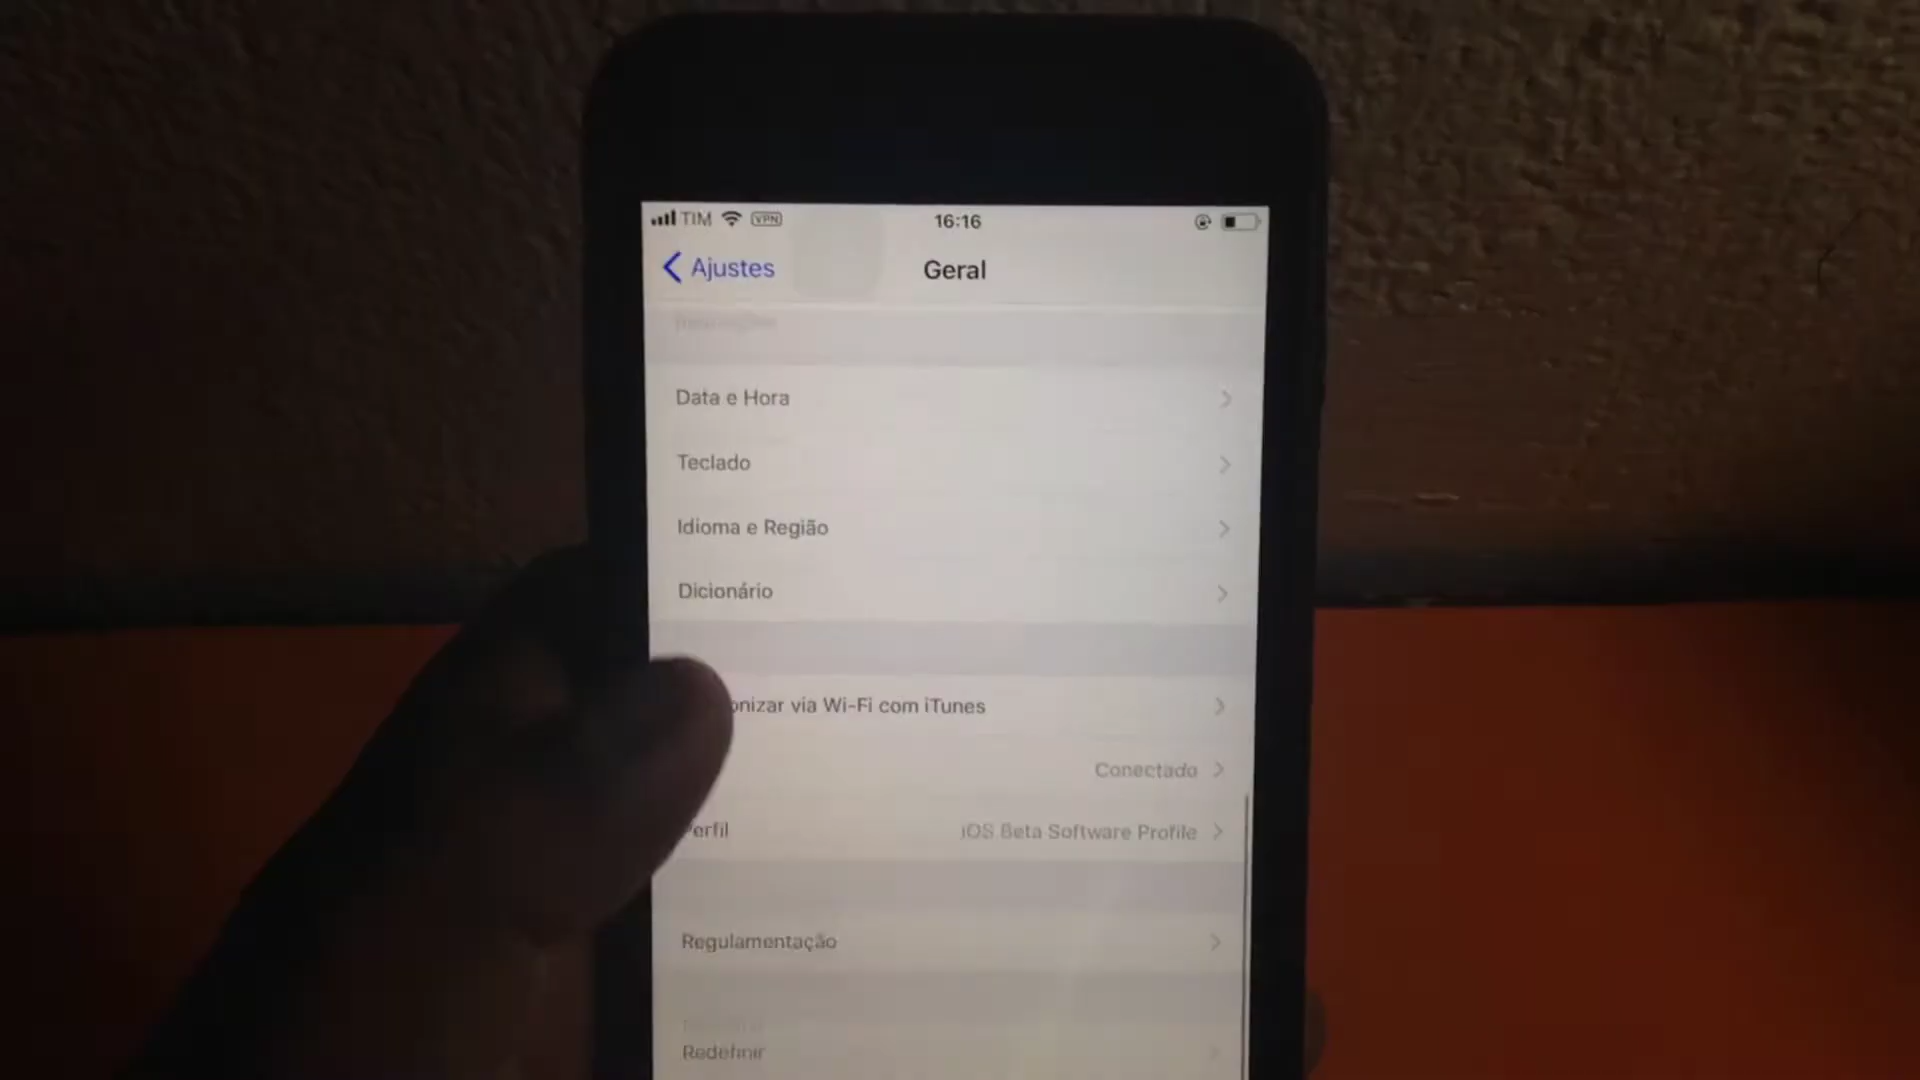 TIM VPN 16:16
Ajustes Geral
Data e Hora
Teclado
Idioma e Região
Dicionário
onizar via Wi-Fi com iTunes
Conectado
Perfil iOS Beta Software Profile
Regulamentação
Redefinir